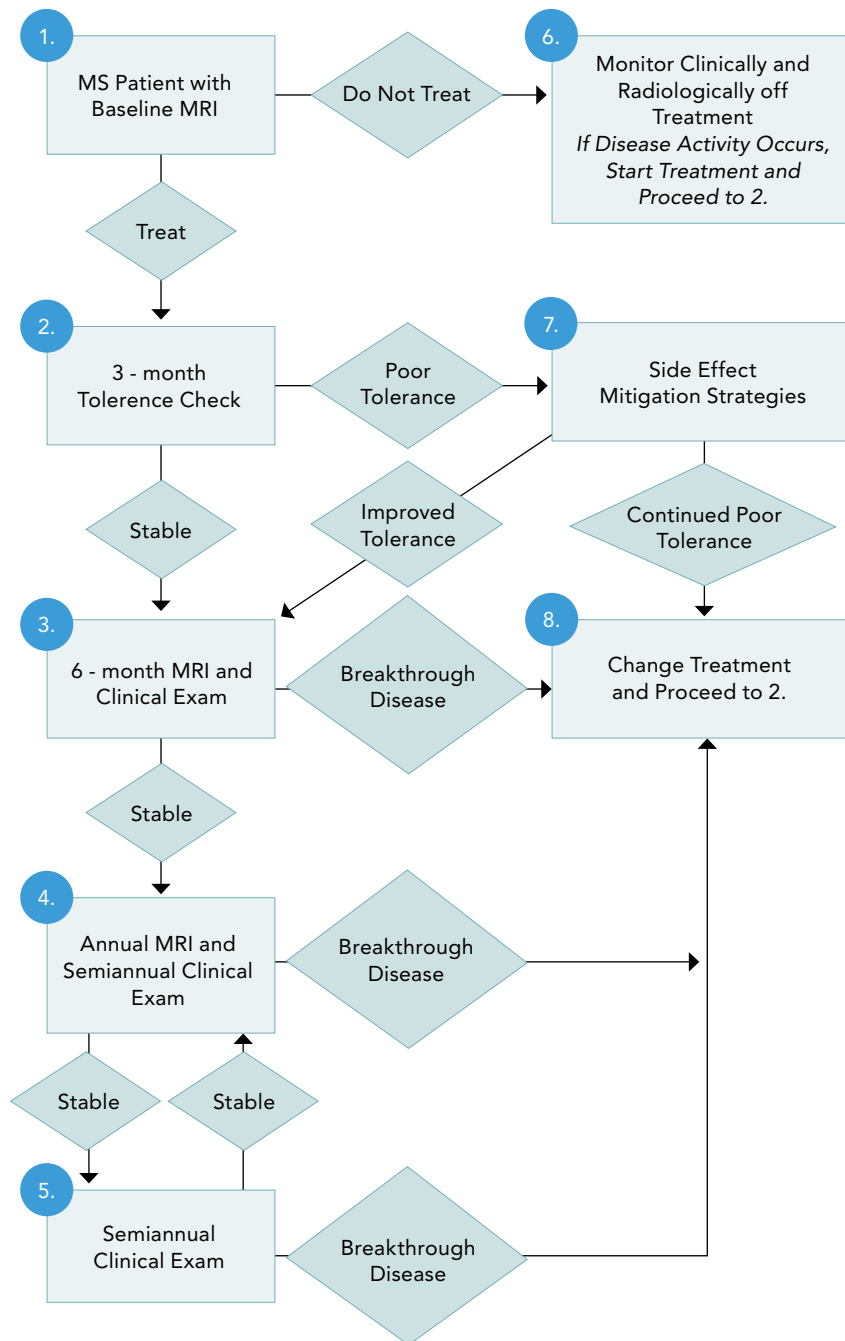 1.
MS Patient with
Baseline MRI
Do Not Treat
6.
Monitor Clinically and
Radiologically off
Treatment
If Disease Activity Occurs,
Start Treatment and
Proceed to 2.
Treat
2.
3 - month
Tolerence Check
Poor
Tolerance
7.
Side Effect
Mitigation Strategies
Stable
Improved
Tolerance
Continued Poor
Tolerance
3.
6 - month MRI and
Clinical Exam
Breakthrough
Disease
8.
Change Treatment
and Proceed to 2.
Stable
4.
Annual MRI and
Semiannual Clinical
Exam
Breakthrough
Disease
Stable
Stable
5.
Semiannual
Clinical Exam
Breakthrough
Disease